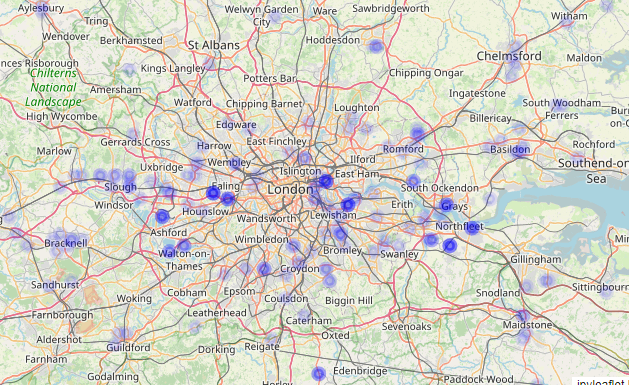 Aylesbury
Tring
Welwyn Garden
City
Ware
Sawbridgeworth
Witham
Wendover
Berkhamsted
St Albans
Hoddesdon
Chelmsford
Maldon
nces Risborough
Chilterns
National
Landscape
Kings Langley
Potters Bar
Chipping Ongar
Amersham
Watford
Chipping Barnet
Loughton
Ingatestone
South Woodham
Ferrers
High Wycombe
Edgware
Billericay
Marlow
Gerrards Cross
Harrow
East Finchley
Ilford
Romford
Basildon
Rochford
Uxbridge
Wembley
Islington
East Ham
Southend-on-
Sea
Slough
Ealing
London
South Ockendon
Windsor
Hounslow
Wandsworth
Lewisham
Erith
Grays
Ashford
Wimbledon
Northfleet
Bracknell
Walton-on-
Thames
Bromley
Swanley
Gillingham
Sandhurst
Cobham
Epsom
Croydon
Snodland
Sittingbou
Woking
Coulsdon
Biggin Hill
Farnborough
Leatherhead
Caterham
Sevenoaks
Maidstone
Aldershot
Guildford
Dorking
Reigate
Oxted
Farnham
Godalming
Horley
Edenbridge
Paddock Wood
ipyleaflet